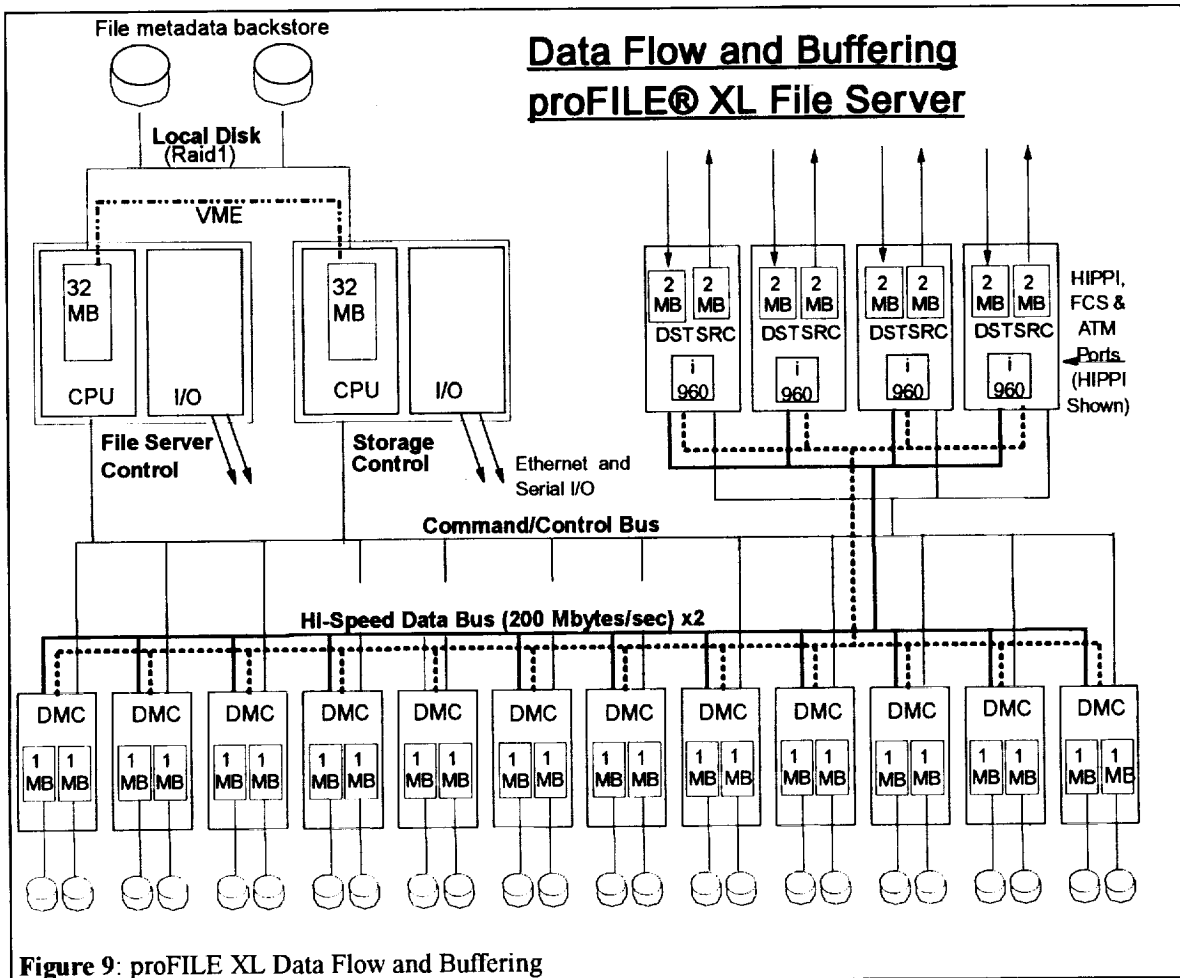 File metadata backstore
Data Flow and Buffering
proFILE® XL File Server
Local Disk
(Raid1)
VME
32
MB
CPU
I/O
32
MB
CPU
I/O
File Server
Control
Storage
Control
Ethernet and
Serial I/O
2 2
MB MB
DST SRC
i
960
2 2
MB MB
DST SRC
i
960
2 2
MB MB
DST SRC
i
960
2 2
MB MB
DST SRC
i
960
HIPPI,
FCS &
ATM
Ports
(HIPPI
Shown)
Command/Control Bus
Hi-Speed Data Bus (200 Mbytes/sec) x2
DMC DMC DMC DMC DMC DMC DMC DMC DMC DMC DMC DMC
1 1 1 1 1 1 1 1 1 1 1 1 1 1 1 1 1 1 1 1 1 1 1 1
MB MB MB MB MB MB MB MB MB MB MB MB MB MB MB MB MB MB MB MB MB MB MB MB
Figure 9: proFILE XL Data Flow and Buffering